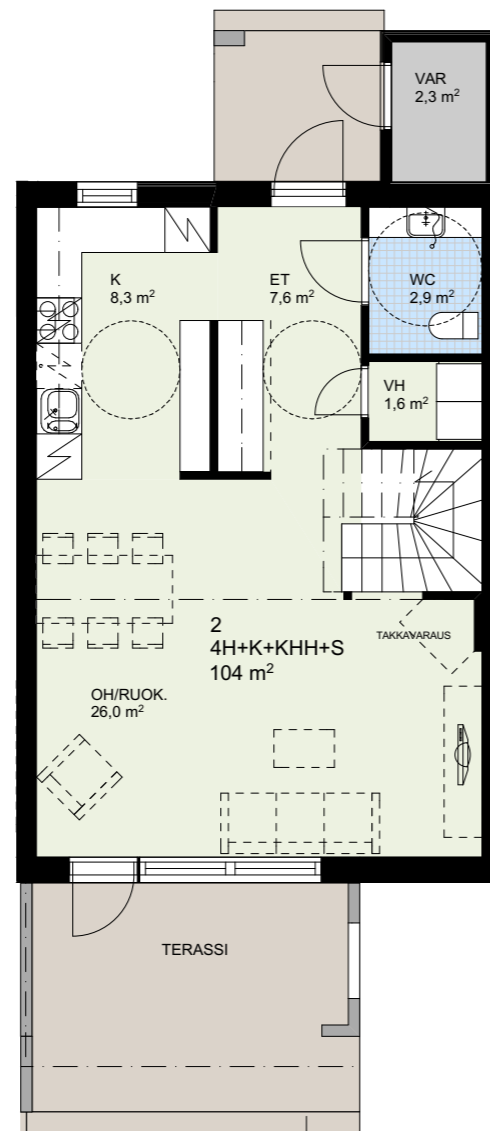 VAR
2,3 m²
K
8,3 m²
ET
7,6 m²
WC
2,9 m²
VH
1,6 m²
2
4H+K+KHH+S
104 m²
TAKKAVARAUS
OH/RUOK.
26,0 m²
TERASSI